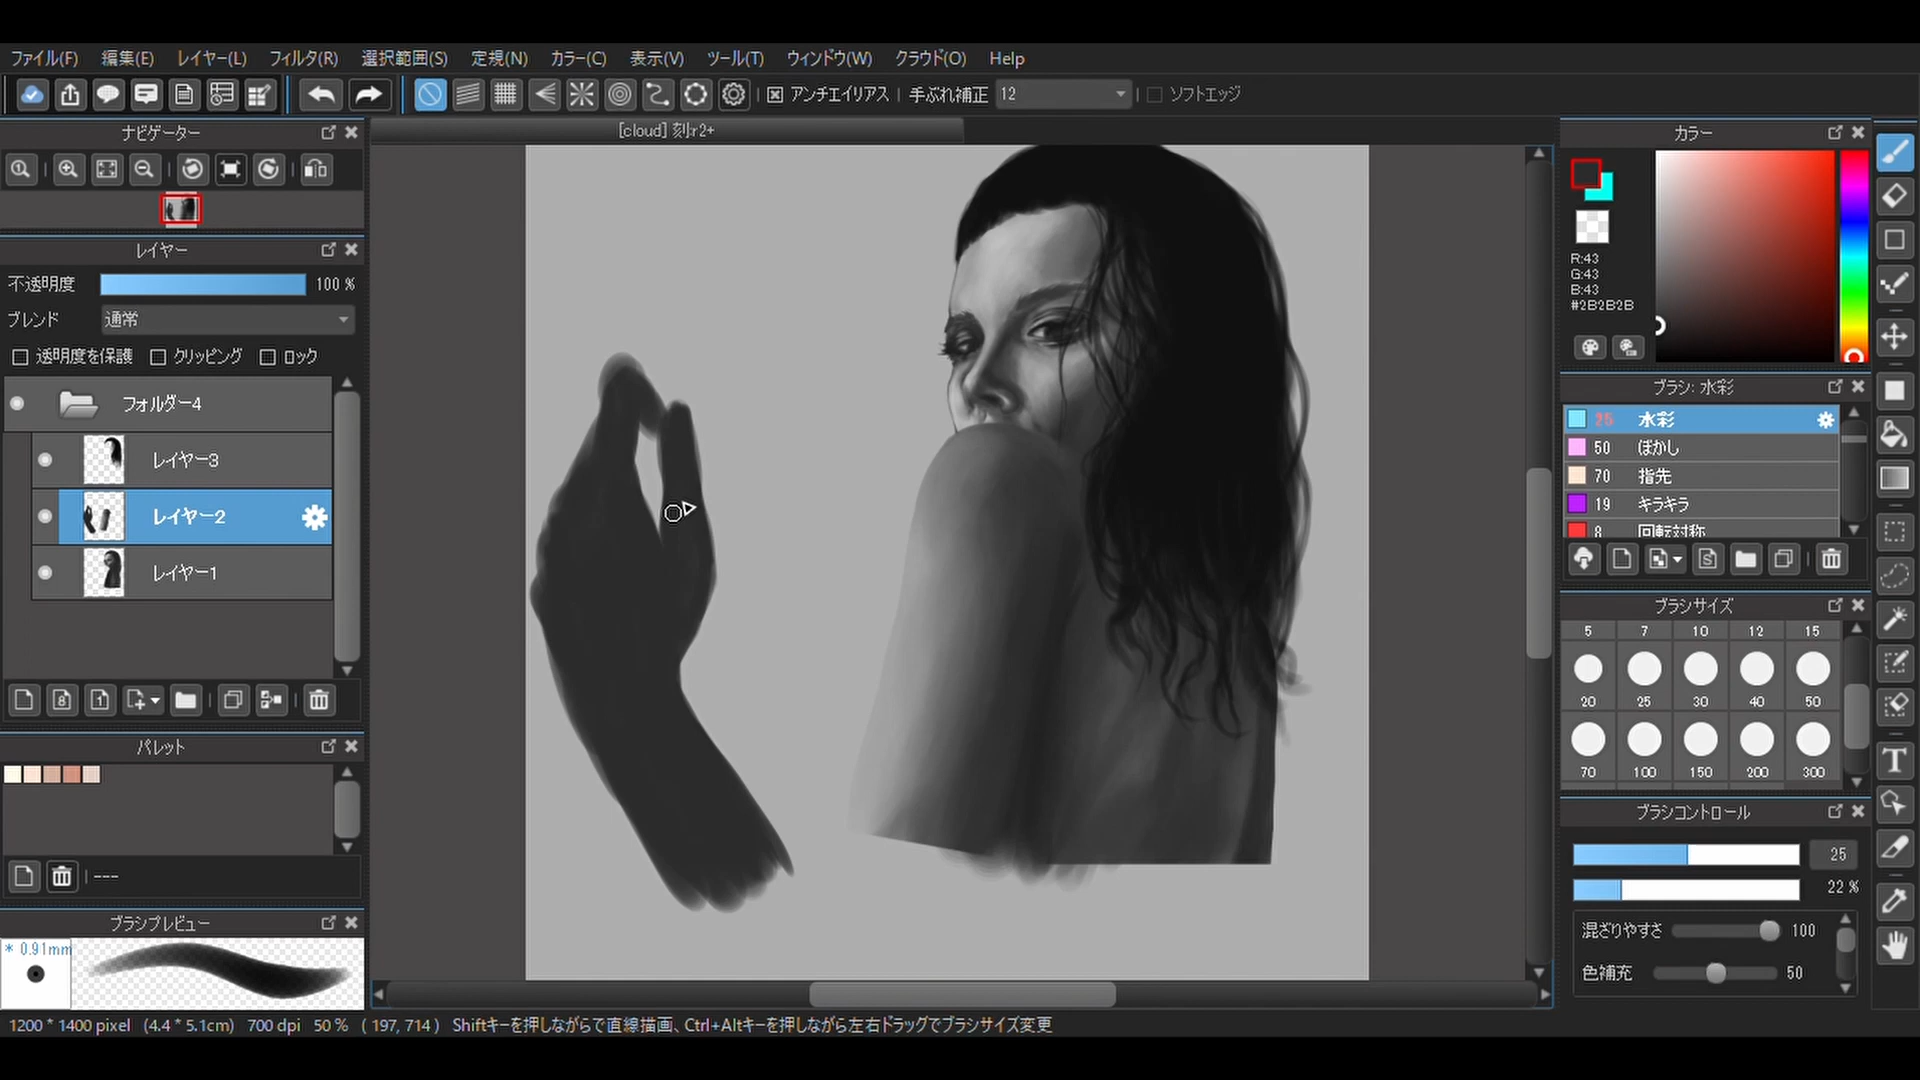 ファイル(F) 編集(E) レイヤー(L) フィルタ(R) 選択範囲(S) 定規(N) カラー(C) 表示(V) ツール(T) ウィンドウ(W) クラウド(O) Help
アンチエイリアス 手ぶれ補正 12 ソフトエッジ
ナビゲーター
[cloud] 刻r2+
レイヤー
不透明度 100 %
ブレンド 通常
透明度を保護 クリッピング ロック
フォルダー4
レイヤー3
レイヤー2
レイヤー1
パレット
---
ブラシプレビュー
* 0.91mm
カラー
R:43
G:43
B:43
#2B2B2B
ブラシ: 水彩
25 水彩
50 ぼかし
70 指先
19 キラキラ
8 回転対称
ブラシサイズ
5 7 10 12 15
20 25 30 40 50
70 100 150 200 300
ブラシコントロール
25
22 %
混ざりやすさ 100
色補充 50
1200 * 1400 pixel (4.4 * 5.1cm) 700 dpi 50 % ( 197, 714 ) Shiftキーを押しながらで直線描画、Ctrl+Altキーを押しながら左右ドラッグでブラシサイズ変更